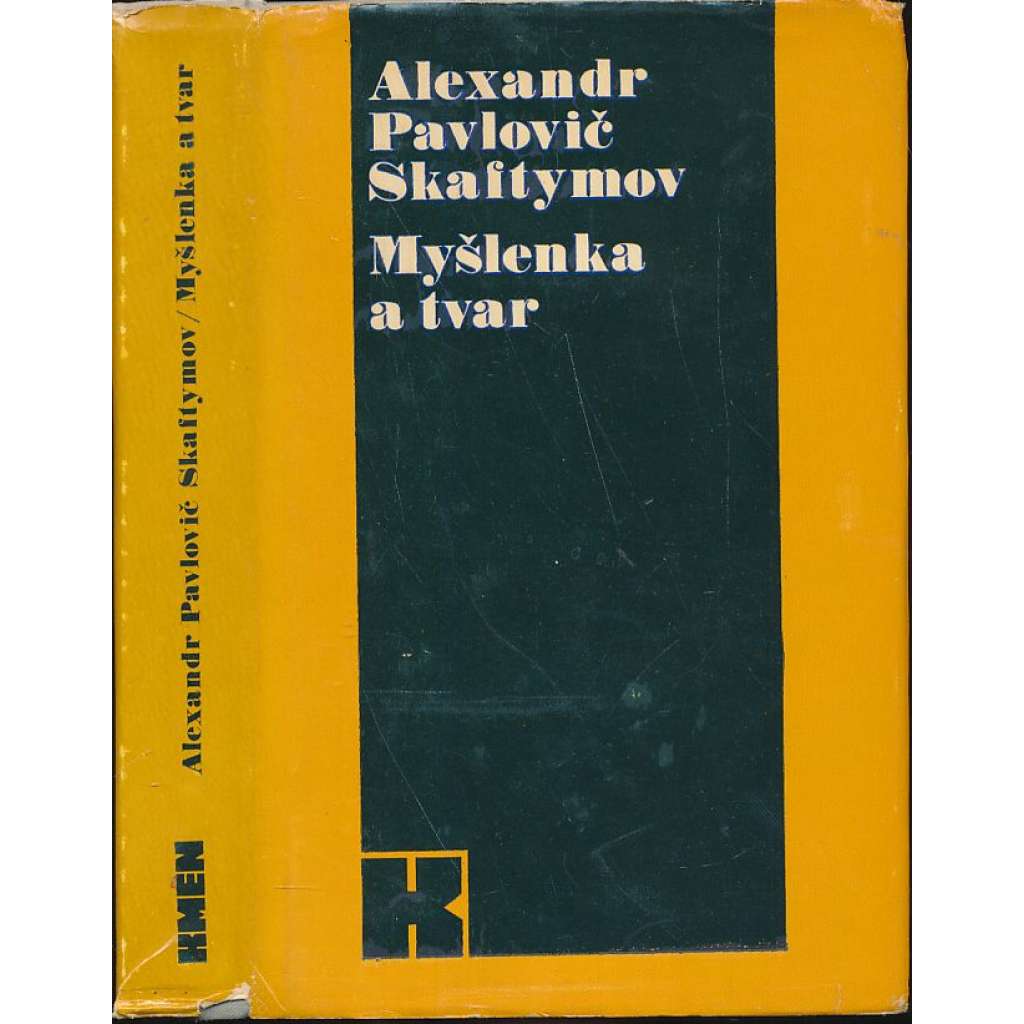 Alexandr
Pavlovič
Skaftymov
Myšlenka
a tvar
K
Alexandr Pavlovič Skaftymov / Myšlenka a tvar
KMEN